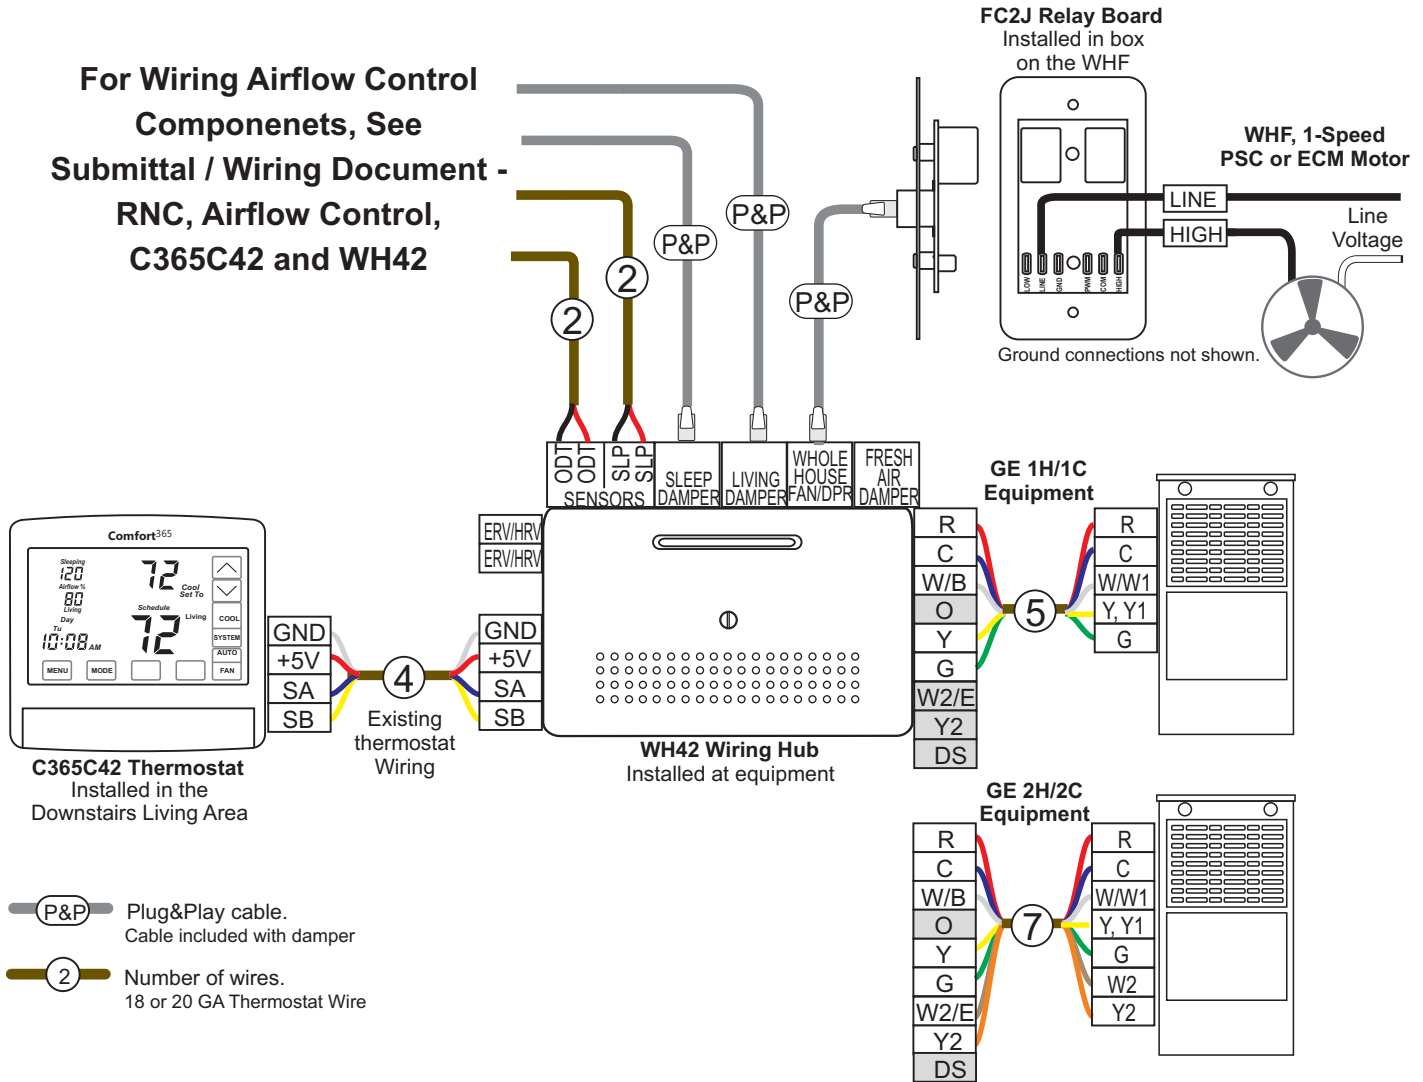 FC2J Relay Board
Installed in box
on the WHF
For Wiring Airflow Control
Componenets, See
Submittal / Wiring Document -
RNC, Airflow Control,
C365C42 and WH42
WHF, 1-Speed
PSC or ECM Motor
LINE
HIGH
Line
Voltage
P&P
P&P
P&P
2
2
LOW
LINE
GND
PWM
COM
HIGH
Ground connections not shown.
ODT
ODT
SLP
SLP
SENSORS
SLEEP
DAMPER
LIVING
DAMPER
WHOLE
HOUSE
FAN/DPR
FRESH
AIR
DAMPER
ERV/HRV
ERV/HRV
GND
+5V
SA
SB
Comfort365
Sleeping
120
Airflow %
80
Living
Day
Tu
10:08 AM
72
Cool
Set To
Schedule
72
Living
COOL
SYSTEM
AUTO
FAN
MENU
MODE
GND
+5V
SA
SB
4
Existing
thermostat
Wiring
C365C42 Thermostat
Installed in the
Downstairs Living Area
WH42 Wiring Hub
Installed at equipment
GE 1H/1C
Equipment
R
C
W/B
O
Y
G
W2/E
Y2
DS
5
R
C
W/W1
Y, Y1
G
GE 2H/2C
Equipment
R
C
W/B
O
Y
G
W2/E
Y2
DS
7
R
C
W/W1
Y, Y1
G
W2
Y2
P&P
Plug&Play cable.
Cable included with damper
2
Number of wires.
18 or 20 GA Thermostat Wire